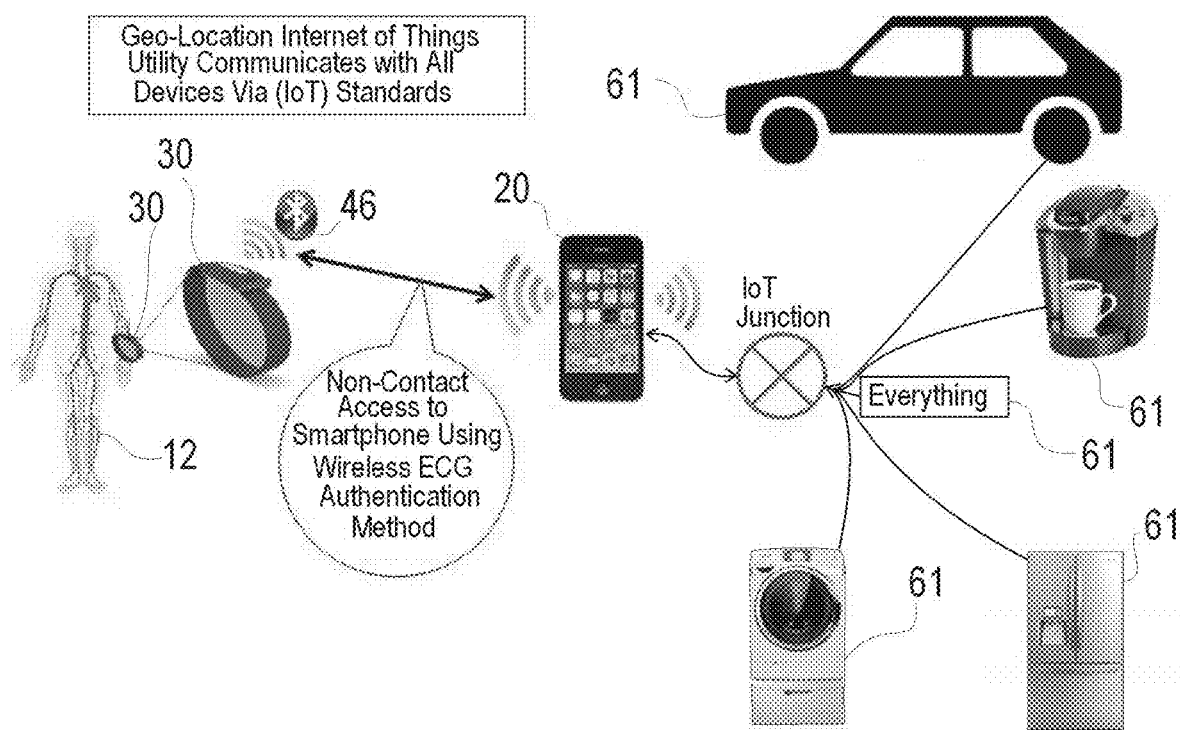 Geo-Location Internet of Things
Utility Communicates with All
Devices Via (IoT) Standards
61
30
30
46
20
IoT
Junction
Non-Contact
Access to
Smartphone Using
Wireless ECG
Authentication
Method
12
Everything
61
61
61
61